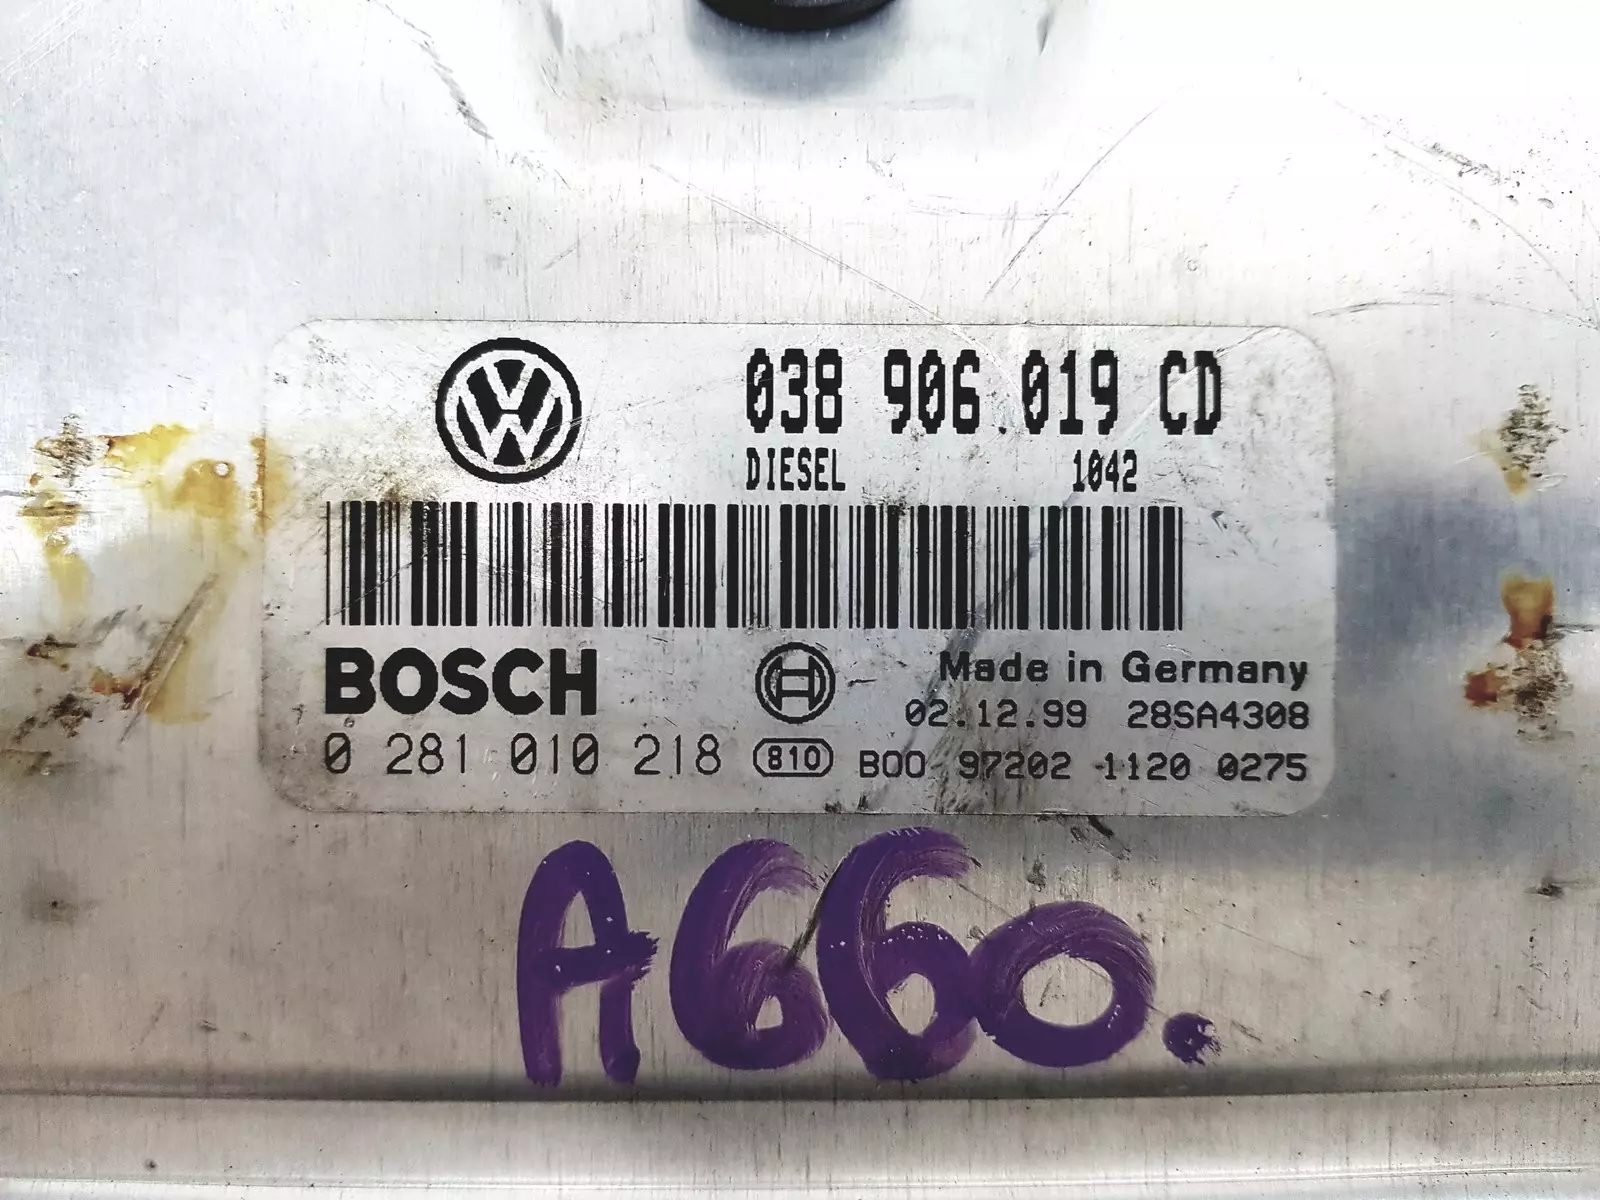 038 906 019 CD
DIESEL 1042
BOSCH
Made in Germany
02.12.99 28SA4308
0 281 010 218 810 B00 97202 1120 0275
A660.